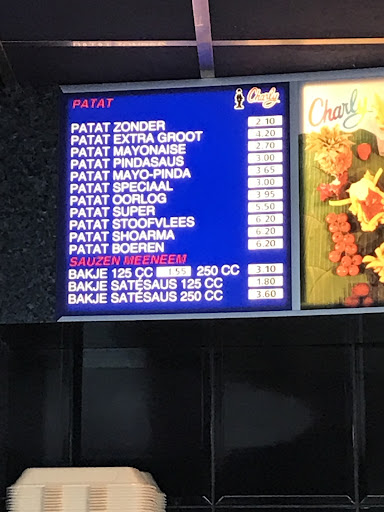 PATAT Charly
PATAT ZONDER 2.10
PATAT EXTRA GROOT 4.20
PATAT MAYONAISE 2.70
PATAT PINDASAUS 3.00
PATAT MAYO-PINDA 3.65
PATAT SPECIAAL 3.00
PATAT OORLOG 3.95
PATAT SUPER 5.50
PATAT STOOFVLEES 6.20
PATAT SHOARMA 6.20
PATAT BOEREN 6.20
SAUZEN MEENEEM
BAKJE 125 CC 1.55 250 CC 3.10
BAKJE SATÉSAUS 125 CC 1.80
BAKJE SATÉSAUS 250 CC 3.60
Charly